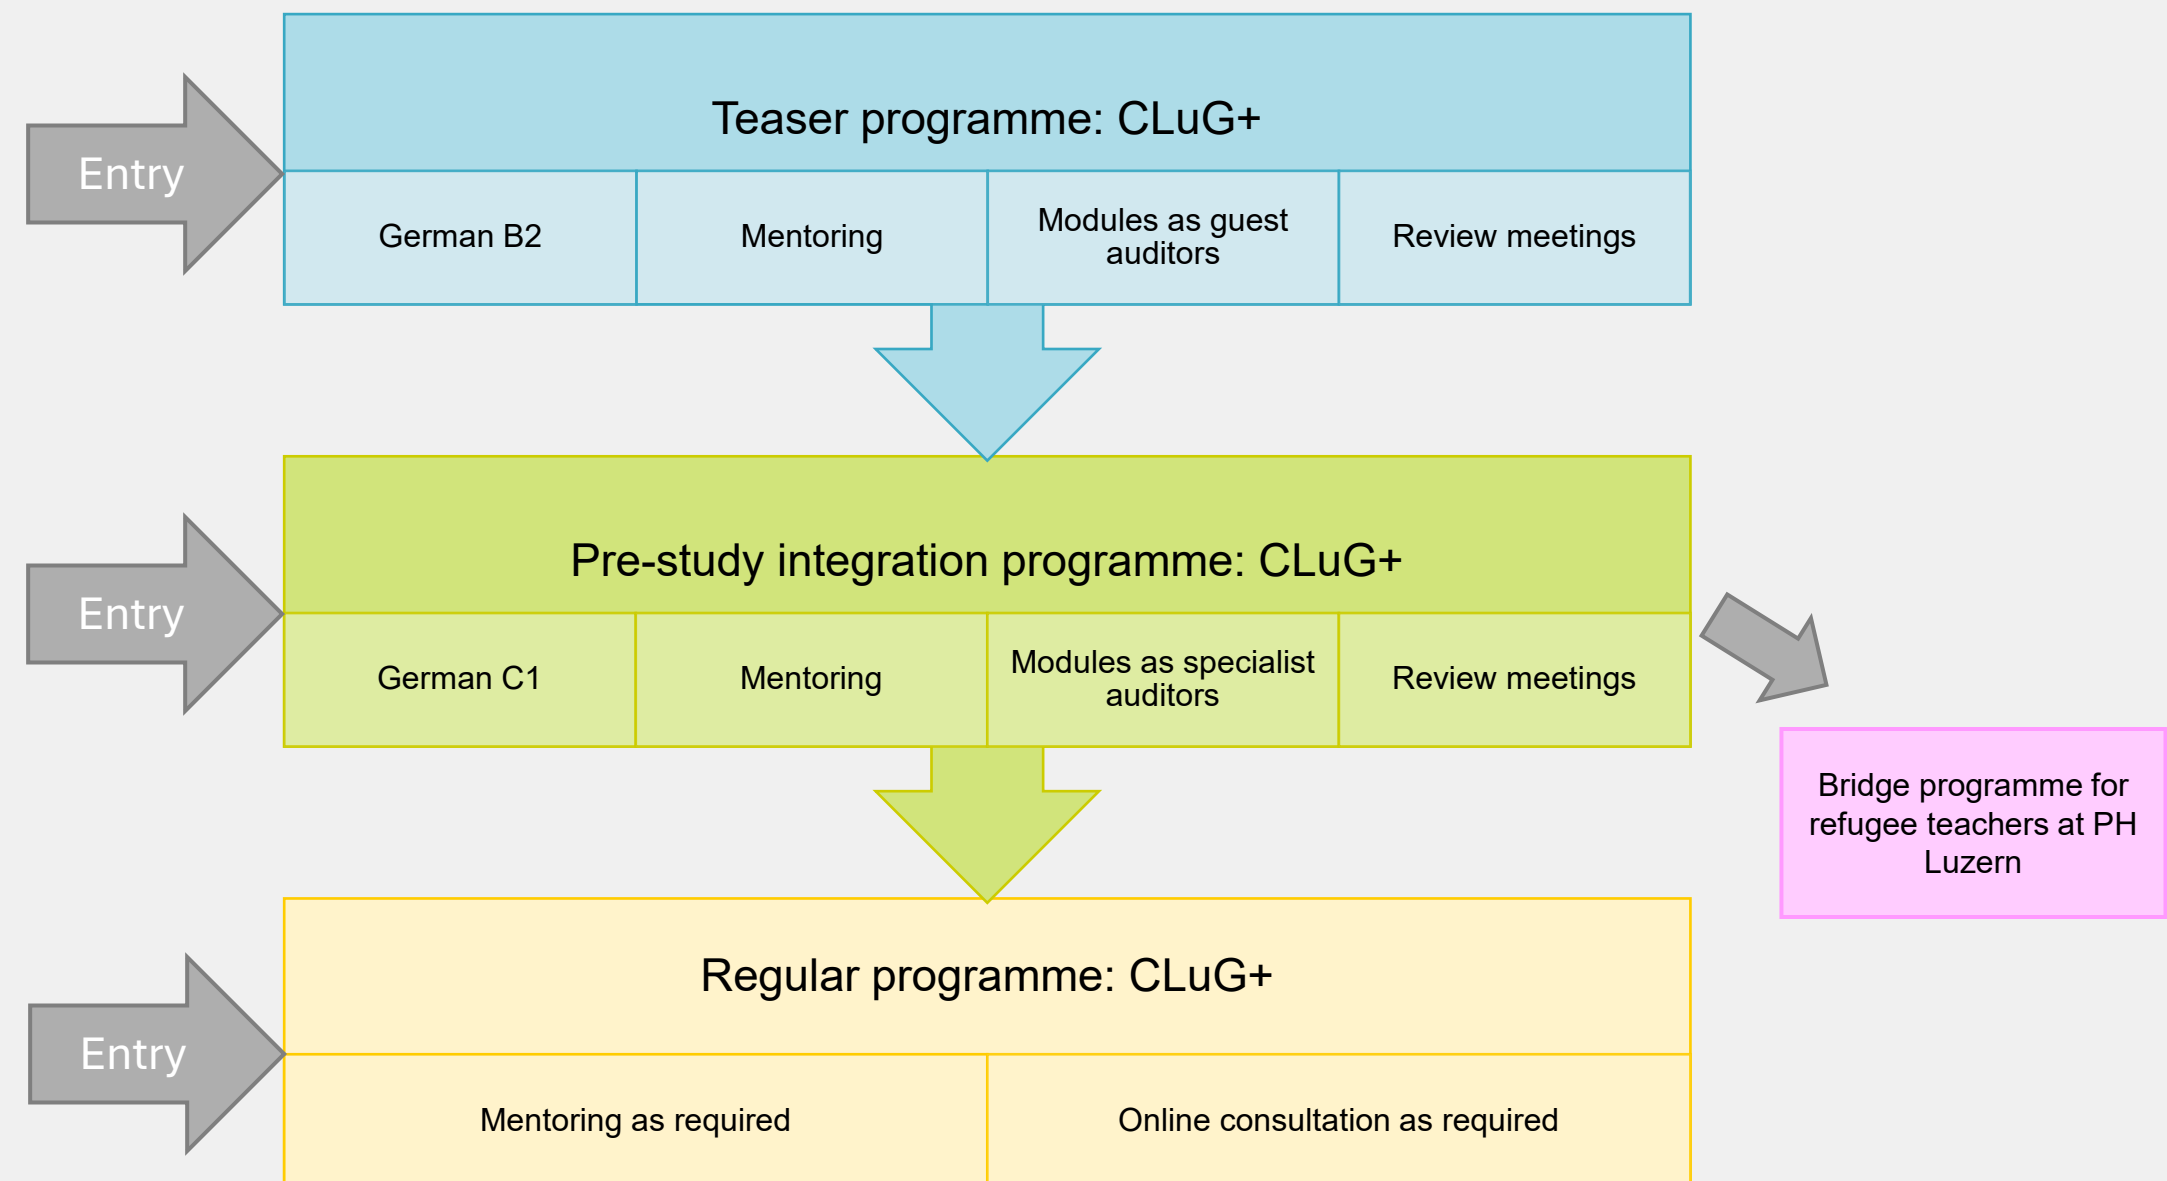 Teaser programme: CLuG+
Entry
German B2
Mentoring
Modules as guest
auditors
Review meetings
Pre-study integration programme: CLuG+
Entry
German C1
Mentoring
Modules as specialist
auditors
Review meetings
Bridge programme for
refugee teachers at PH
Luzern
Regular programme: CLuG+
Entry
Mentoring as required
Online consultation as required